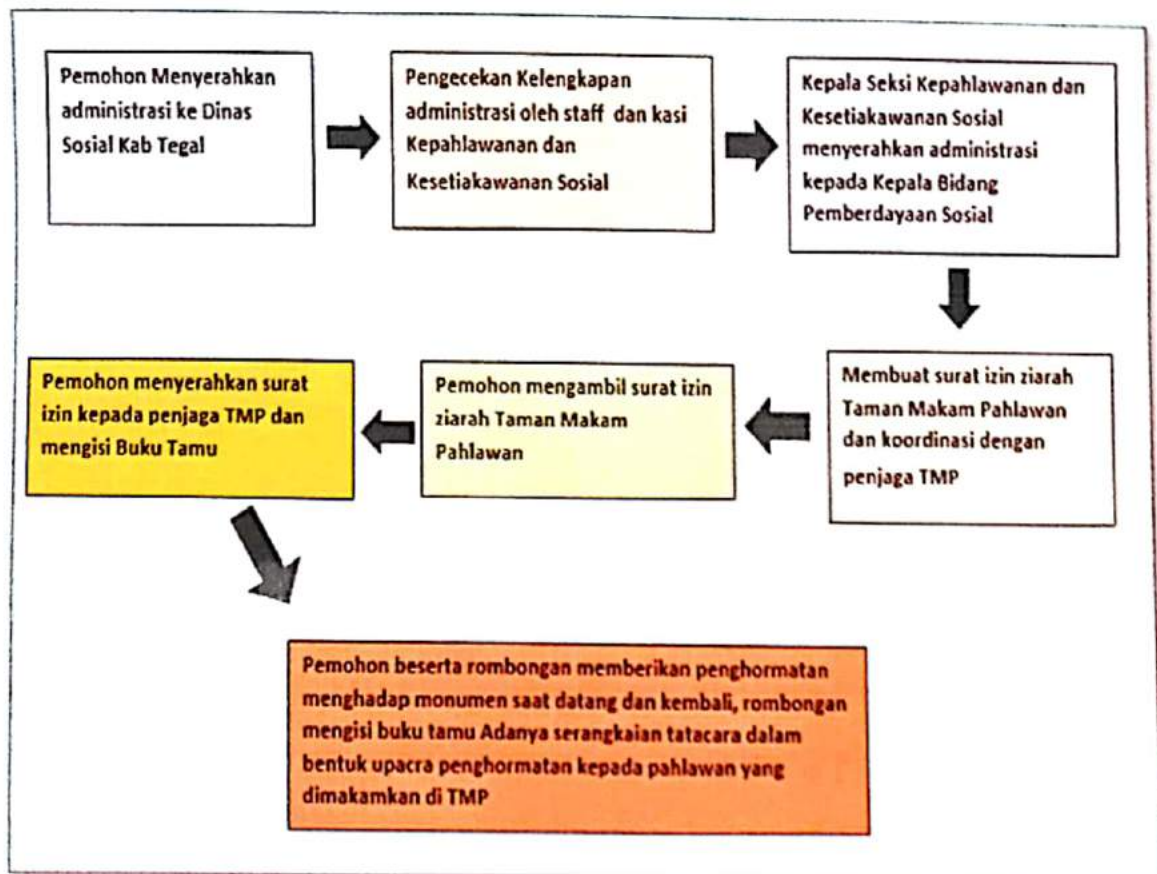 Pemohon Menyerahkan
administrasi ke Dinas
Sosial Kab Tegal
Pengecekan Kelengkapan
administrasi oleh staff dan kasi
Kepahlawanan dan
Kesetiakawanan Sosial
Kepala Seksi Kepahlawanan dan
Kesetiakawanan Sosial
menyerahkan administrasi
kepada Kepala Bidang
Pemberdayaan Sosial
Membuat surat izin ziarah
Taman Makam Pahlawan
dan koordinasi dengan
penjaga TMP
Pemohon mengambil surat izin
ziarah Taman Makam
Pahlawan
Pemohon menyerahkan surat
izin kepada penjaga TMP dan
mengisi Buku Tamu
Pemohon beserta rombongan memberikan penghormatan
menghadap monumen saat datang dan kembali, rombongan
mengisi buku tamu Adanya serangkaian tatacara dalam
bentuk upacra penghormatan kepada pahlawan yang
dimakamkan di TMP